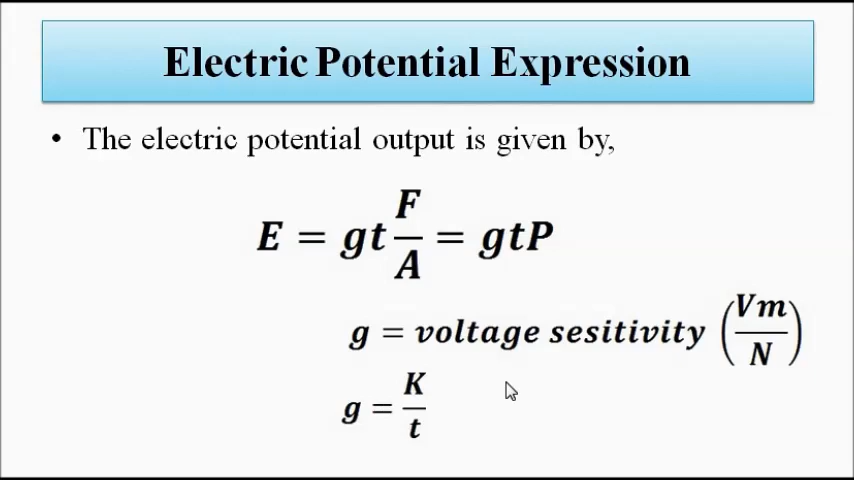 Electric Potential Expression
• The electric potential output is given by,
E = gt F/A = gtP
g = voltage sesitivity (Vm/N)
g = K/t